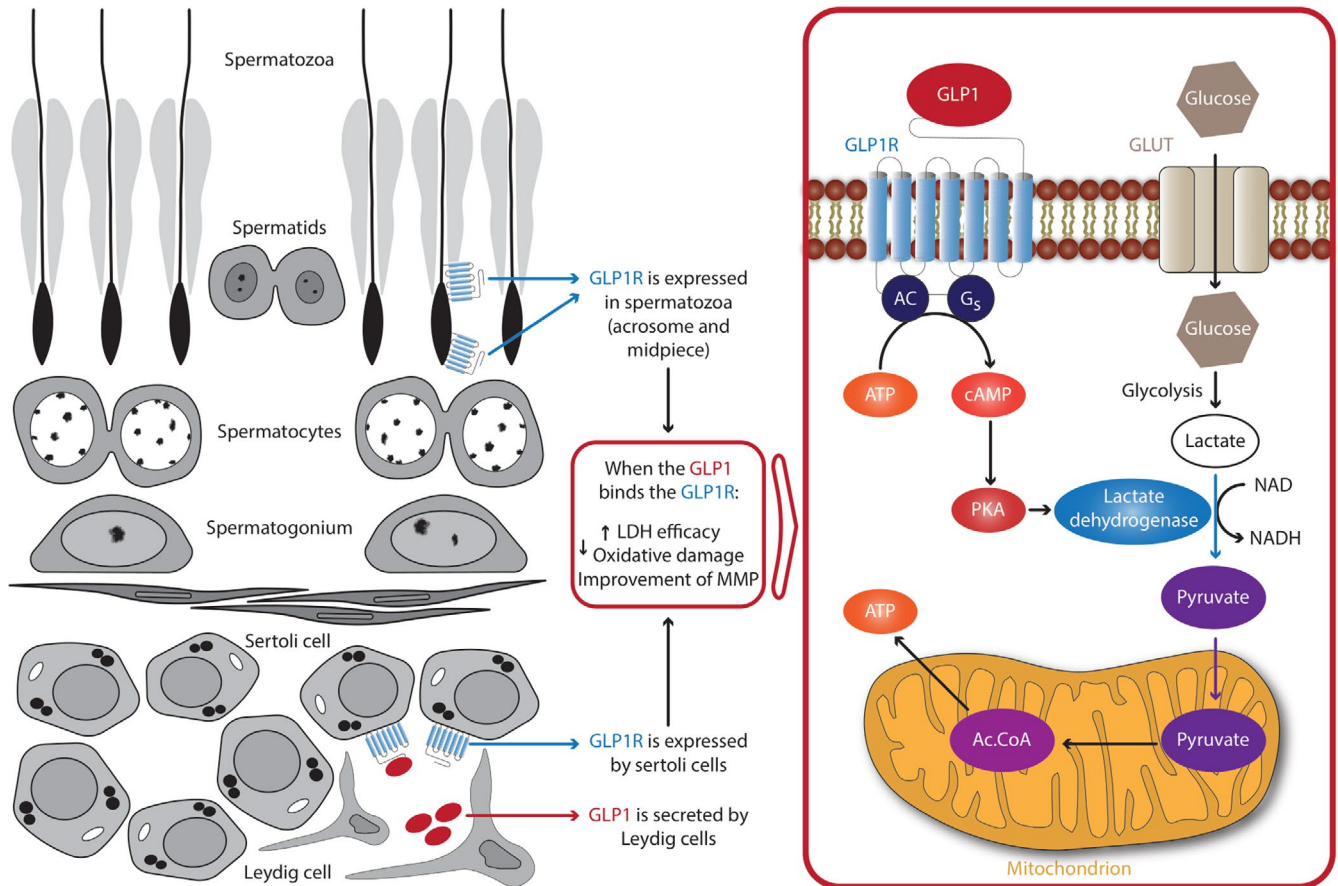 Spermatozoa
Spermatids
Spermatocytes
Spermatogonium
Sertoli cell
Leydig cell
GLP1R is expressed
in spermatozoa
(acrosome and
midpiece)
When the GLP1
binds the GLP1R:
↑ LDH efficacy
↓ Oxidative damage
Improvement of MMP
GLP1R is expressed
by sertoli cells
GLP1 is secreted by
Leydig cells
GLP1
GLP1R
AC
GS
ATP
cAMP
PKA
Lactate
dehydrogenase
GLUT
Glucose
Glucose
Glycolysis
Lactate
NAD
NADH
Pyruvate
Pyruvate
Ac.CoA
ATP
Mitochondrion